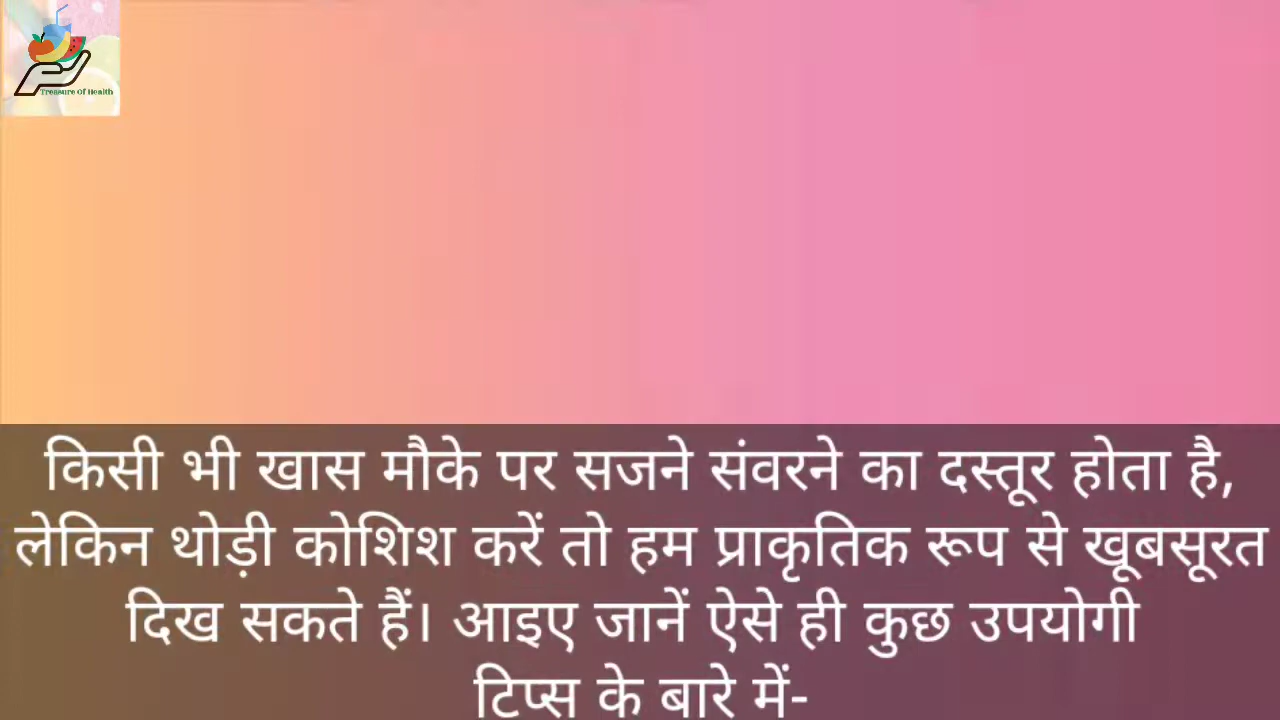 Treasure Of Health
किसी भी खास मौके पर सजने संवरने का दस्तूर होता है,
लेकिन थोड़ी कोशिश करें तो हम प्राकृतिक रूप से खूबसूरत
दिख सकते हैं। आइए जानें ऐसे ही कुछ उपयोगी
टिप्स के बारे में-